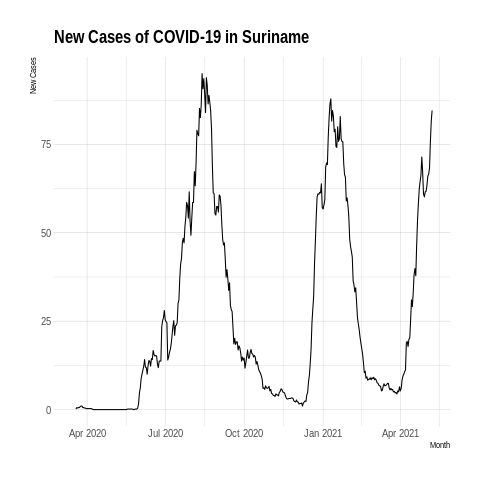 New Cases of COVID-19 in Suriname
New Cases
75
50
25
0
Apr 2020 Jul 2020 Oct 2020 Jan 2021 Apr 2021
Month